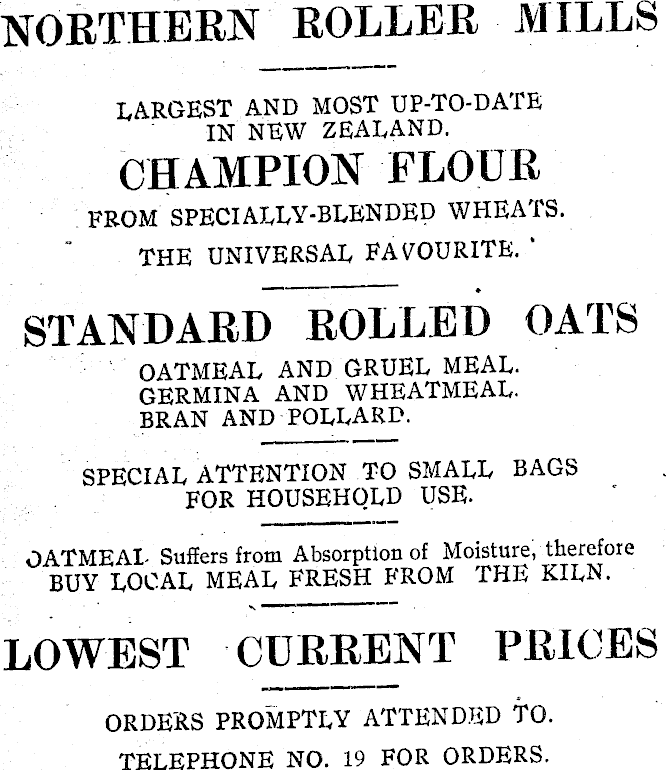 NORTHERN ROLLER MILLS
LARGEST AND MOST UP-TO-DATE
IN NEW ZEALAND.
CHAMPION FLOUR
FROM SPECIALLY-BLENDED WHEATS.
THE UNIVERSAL FAVOURITE.
STANDARD ROLLED OATS
OATMEAL AND GRUEL MEAL.
GERMINA AND WHEATMEAL.
BRAN AND POLLARD.
SPECIAL ATTENTION TO SMALL BAGS
FOR HOUSEHOLD USE.
OATMEAL Suffers from Absorption of Moisture, therefore
BUY LOCAL MEAL FRESH FROM THE KILN.
LOWEST CURRENT PRICES
ORDERS PROMPTLY ATTENDED TO.
TELEPHONE NO. 19 FOR ORDERS.